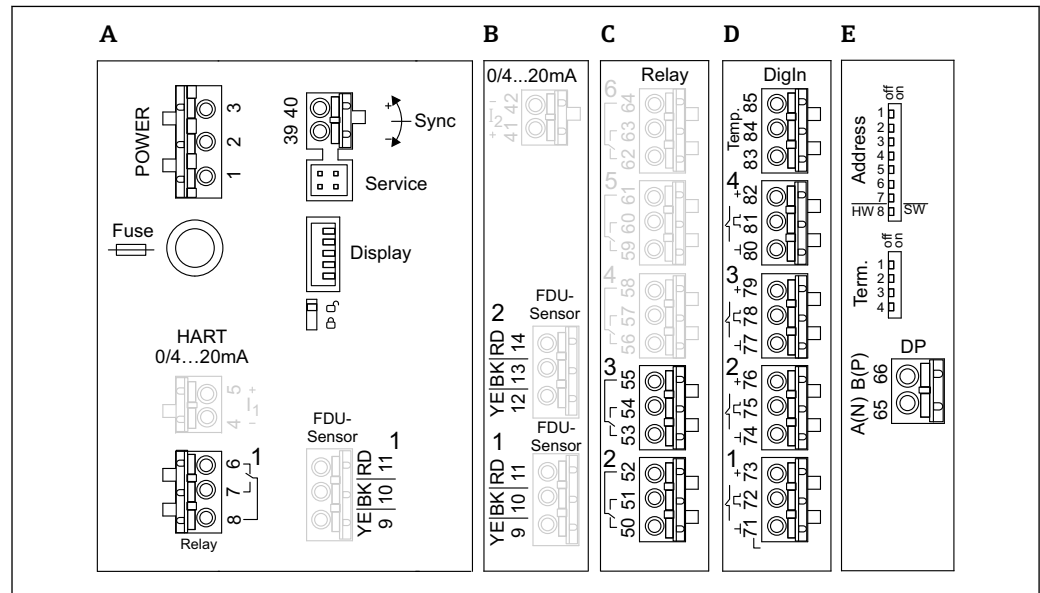 A B C D E
POWER
3
2
1
39 40
+
-
Sync
Service
Fuse
Display
HART
0/4...20mA
5 +
I1
4 -
6
7
8
1
Relay
FDU-
Sensor
1
YE BK RD
9 10 11
0/4...20mA
- 42
I2
+ 41
FDU-
Sensor
2
YE BK RD
12 13 14
FDU-
Sensor
1
YE BK RD
9 10 11
Relay
6
62 63 64
5
59 60 61
4
56 57 58
3
53 54 55
2
50 51 52
DigIn
Temp.
83 84 85
4
80 81 82
+
3
77 78 79
+
2
74 75 76
+
1
71 72 73
+
off
on
Address
1
2
3
4
5
6
7
HW 8 SW
off
on
Term.
1
2
3
4
DP
A(N) B(P)
65 66